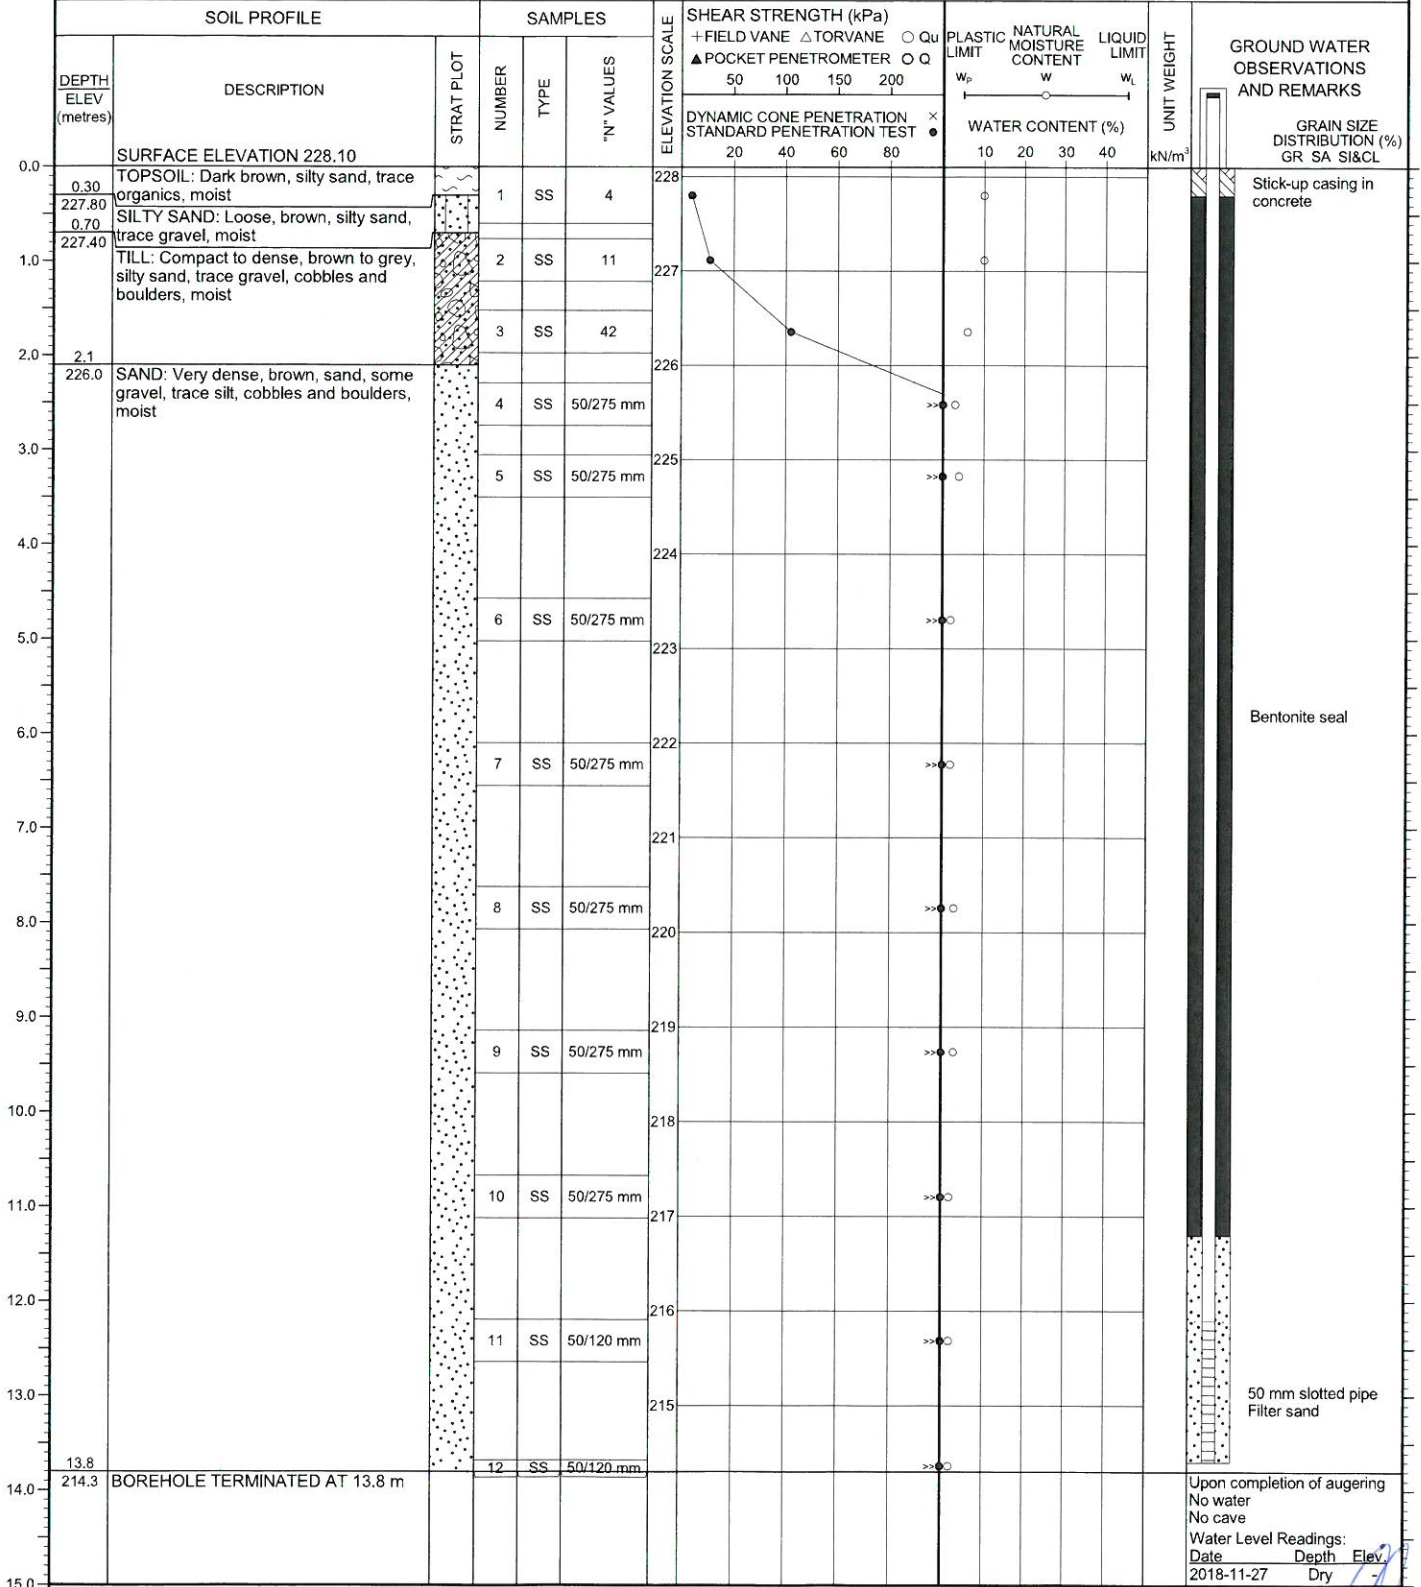 SOIL PROFILE
SAMPLES
ELEVATION SCALE
SHEAR STRENGTH (kPa)
+ FIELD VANE △ TORVANE ○ Qu
▲ POCKET PENETROMETER ○ Q
50 100 150 200
DYNAMIC CONE PENETRATION ×
STANDARD PENETRATION TEST ●
20 40 60 80
PLASTIC LIMIT
NATURAL MOISTURE CONTENT
LIQUID LIMIT
WP W WL
WATER CONTENT (%)
10 20 30 40
UNIT WEIGHT
kN/m³
GROUND WATER
OBSERVATIONS
AND REMARKS
GRAIN SIZE
DISTRIBUTION (%)
GR SA SI&CL
DEPTH
ELEV
(metres)
DESCRIPTION
STRAT PLOT
NUMBER
TYPE
"N" VALUES
SURFACE ELEVATION 228.10
0.0
TOPSOIL: Dark brown, silty sand, trace
organics, moist
0.30
227.80
SILTY SAND: Loose, brown, silty sand,
trace gravel, moist
0.70
227.40
TILL: Compact to dense, brown to grey,
silty sand, trace gravel, cobbles and
boulders, moist
2.1
226.0
SAND: Very dense, brown, sand, some
gravel, trace silt, cobbles and boulders,
moist
13.8
214.3
BOREHOLE TERMINATED AT 13.8 m
1.0
2.0
3.0
4.0
5.0
6.0
7.0
8.0
9.0
10.0
11.0
12.0
13.0
14.0
15.0
1 SS 4
2 SS 11
3 SS 42
4 SS 50/275 mm
5 SS 50/275 mm
6 SS 50/275 mm
7 SS 50/275 mm
8 SS 50/275 mm
9 SS 50/275 mm
10 SS 50/275 mm
11 SS 50/120 mm
12 SS 50/120 mm
228
227
226
225
224
223
222
221
220
219
218
217
216
215
>>
>>
>>
>>
>>
>>
>>
>>
>>
Stick-up casing in
concrete
Bentonite seal
50 mm slotted pipe
Filter sand
Upon completion of augering
No water
No cave
Water Level Readings:
Date Depth Elev.
2018-11-27 Dry